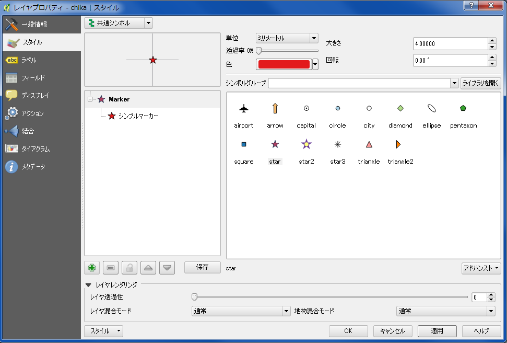 レイヤプロパティ - chika | スタイル
一般情報
スタイル
ラベル
フィールド
ディスプレイ
アクション
結合
ダイアグラム
メタデータ
共通シンボル
Marker
シンプルマーカー
保存
単位 ミリメートル
透過率 0%
色
大きさ 4.00000
回転 0.00 °
シンボルグループ
ライブラリを開く
airport arrow capital circle city diamond ellipse pentagon
square star star2 star3 triangle triangle2
star
アドバンスト
レイヤレンダリング
レイヤ透過性 0
レイヤ混合モード 通常 地物混合モード 通常
スタイル OK キャンセル 適用 ヘルプ